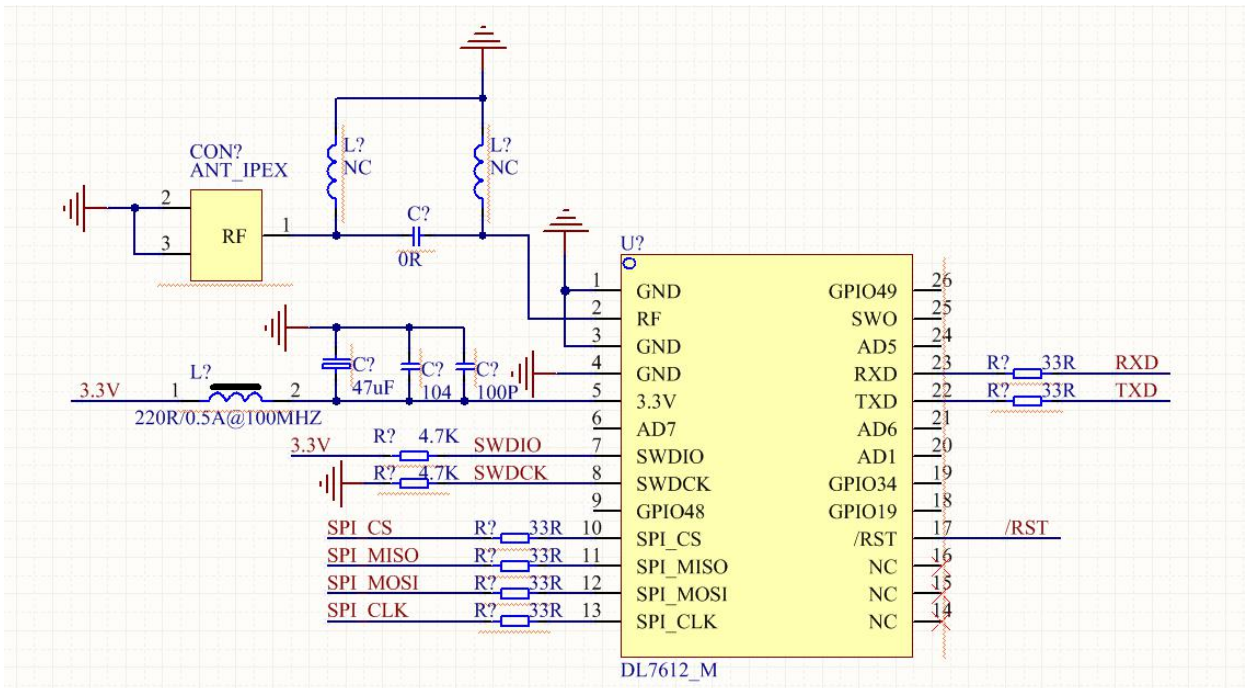 CON?
ANT_IPEX
2
3
RF
1
L?
NC
L?
NC
C?
0R
U?
1 GND GPIO49 26
2 RF SWO 25
3 GND AD5 24
4 GND RXD 23 R? 33R RXD
3.3V 1 L? 2 5 3.3V TXD 22 R? 33R TXD
220R/0.5A@100MHZ
C?
47uF
C?
104
C?
100P
6 AD7 AD6 21
3.3V R? 4.7K SWDIO 7 SWDIO AD1 20
R? 4.7K SWDCK 8 SWDCK GPIO34 19
9 GPIO48 GPIO19 18
SPI_CS R? 33R 10 SPI_CS /RST 17 /RST
SPI_MISO R? 33R 11 SPI_MISO NC 16
SPI_MOSI R? 33R 12 SPI_MOSI NC 15
SPI_CLK R? 33R 13 SPI_CLK NC 14
DL7612_M